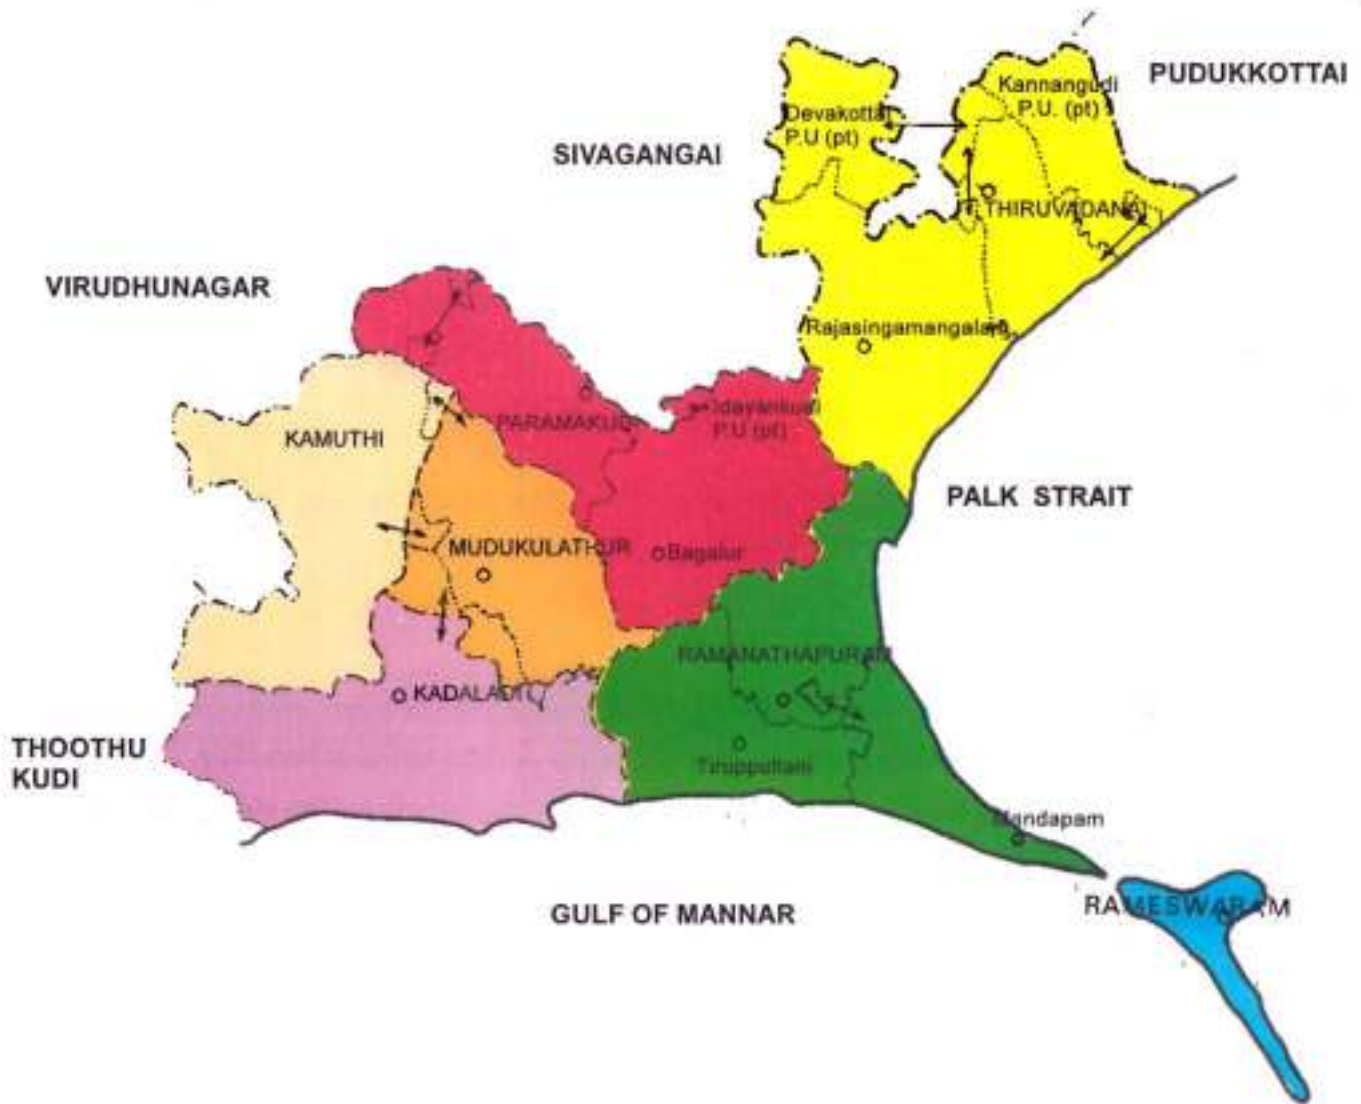 PUDUKKOTTAI
Kannangudi
P.U. (pt)
Devakottai
P.U (pt)
SIVAGANGAI
THIRUVADANAI
VIRUDHUNAGAR
Rajasingamangalam
PARAMAKUDI
P.U (pt)
KAMUTHI
PALK STRAIT
MUDUKULATHUR
Bagalur
RAMANATHAPURAM
KADALADI
THOOTHU
KUDI
Tiruppullani
Mandapam
GULF OF MANNAR
RAMESWARAM